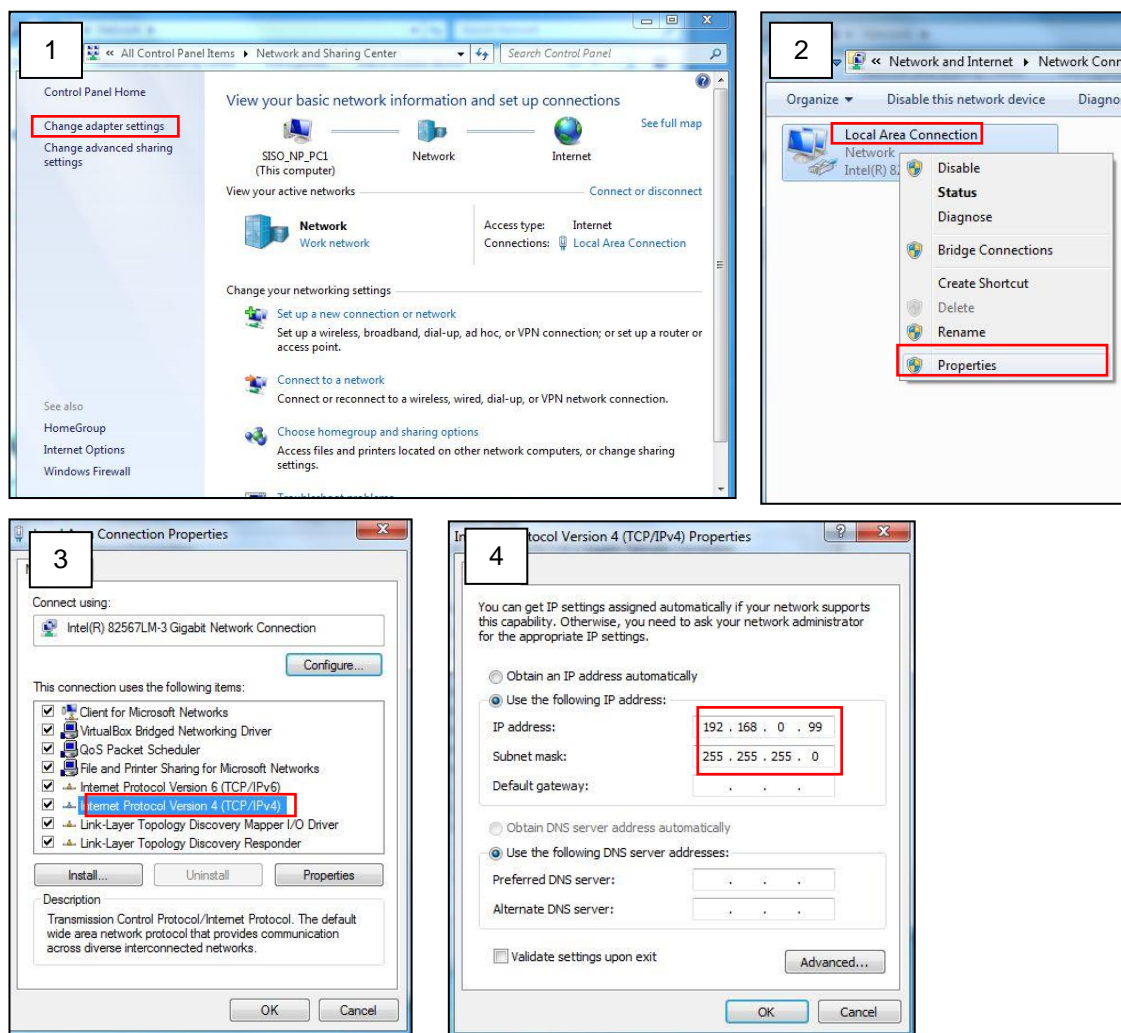 1
« All Control Panel Items ▸ Network and Sharing Center
Search Control Panel
Control Panel Home
Change adapter settings
Change advanced sharing
settings
See also
HomeGroup
Internet Options
Windows Firewall
View your basic network information and set up connections
See full map
SISO_NP_PC1
(This computer)
Network
Internet
View your active networks
Connect or disconnect
Network
Work network
Access type: Internet
Connections: Local Area Connection
Change your networking settings
Set up a new connection or network
Set up a wireless, broadband, dial-up, ad hoc, or VPN connection; or set up a router or
access point.
Connect to a network
Connect or reconnect to a wireless, wired, dial-up, or VPN network connection.
Choose homegroup and sharing options
Access files and printers located on other network computers, or change sharing
settings.
Troubleshoot problems
2
« Network and Internet ▸ Network Conn
Organize Disable this network device Diagno
Local Area Connection
Network
Intel(R) 8
Disable
Status
Diagnose
Bridge Connections
Create Shortcut
Delete
Rename
Properties
3
Connection Properties
Connect using:
Intel(R) 82567LM-3 Gigabit Network Connection
Configure...
This connection uses the following items:
Client for Microsoft Networks
VirtualBox Bridged Networking Driver
QoS Packet Scheduler
File and Printer Sharing for Microsoft Networks
Internet Protocol Version 6 (TCP/IPv6)
Internet Protocol Version 4 (TCP/IPv4)
Link-Layer Topology Discovery Mapper I/O Driver
Link-Layer Topology Discovery Responder
Install... Uninstall Properties
Description
Transmission Control Protocol/Internet Protocol. The default
wide area network protocol that provides communication
across diverse interconnected networks.
OK Cancel
4
In tocol Version 4 (TCP/IPv4) Properties
You can get IP settings assigned automatically if your network supports
this capability. Otherwise, you need to ask your network administrator
for the appropriate IP settings.
Obtain an IP address automatically
Use the following IP address:
IP address: 192 . 168 . 0 . 99
Subnet mask: 255 . 255 . 255 . 0
Default gateway: . . .
Obtain DNS server address automatically
Use the following DNS server addresses:
Preferred DNS server: . . .
Alternate DNS server: . . .
Validate settings upon exit
Advanced...
OK Cancel